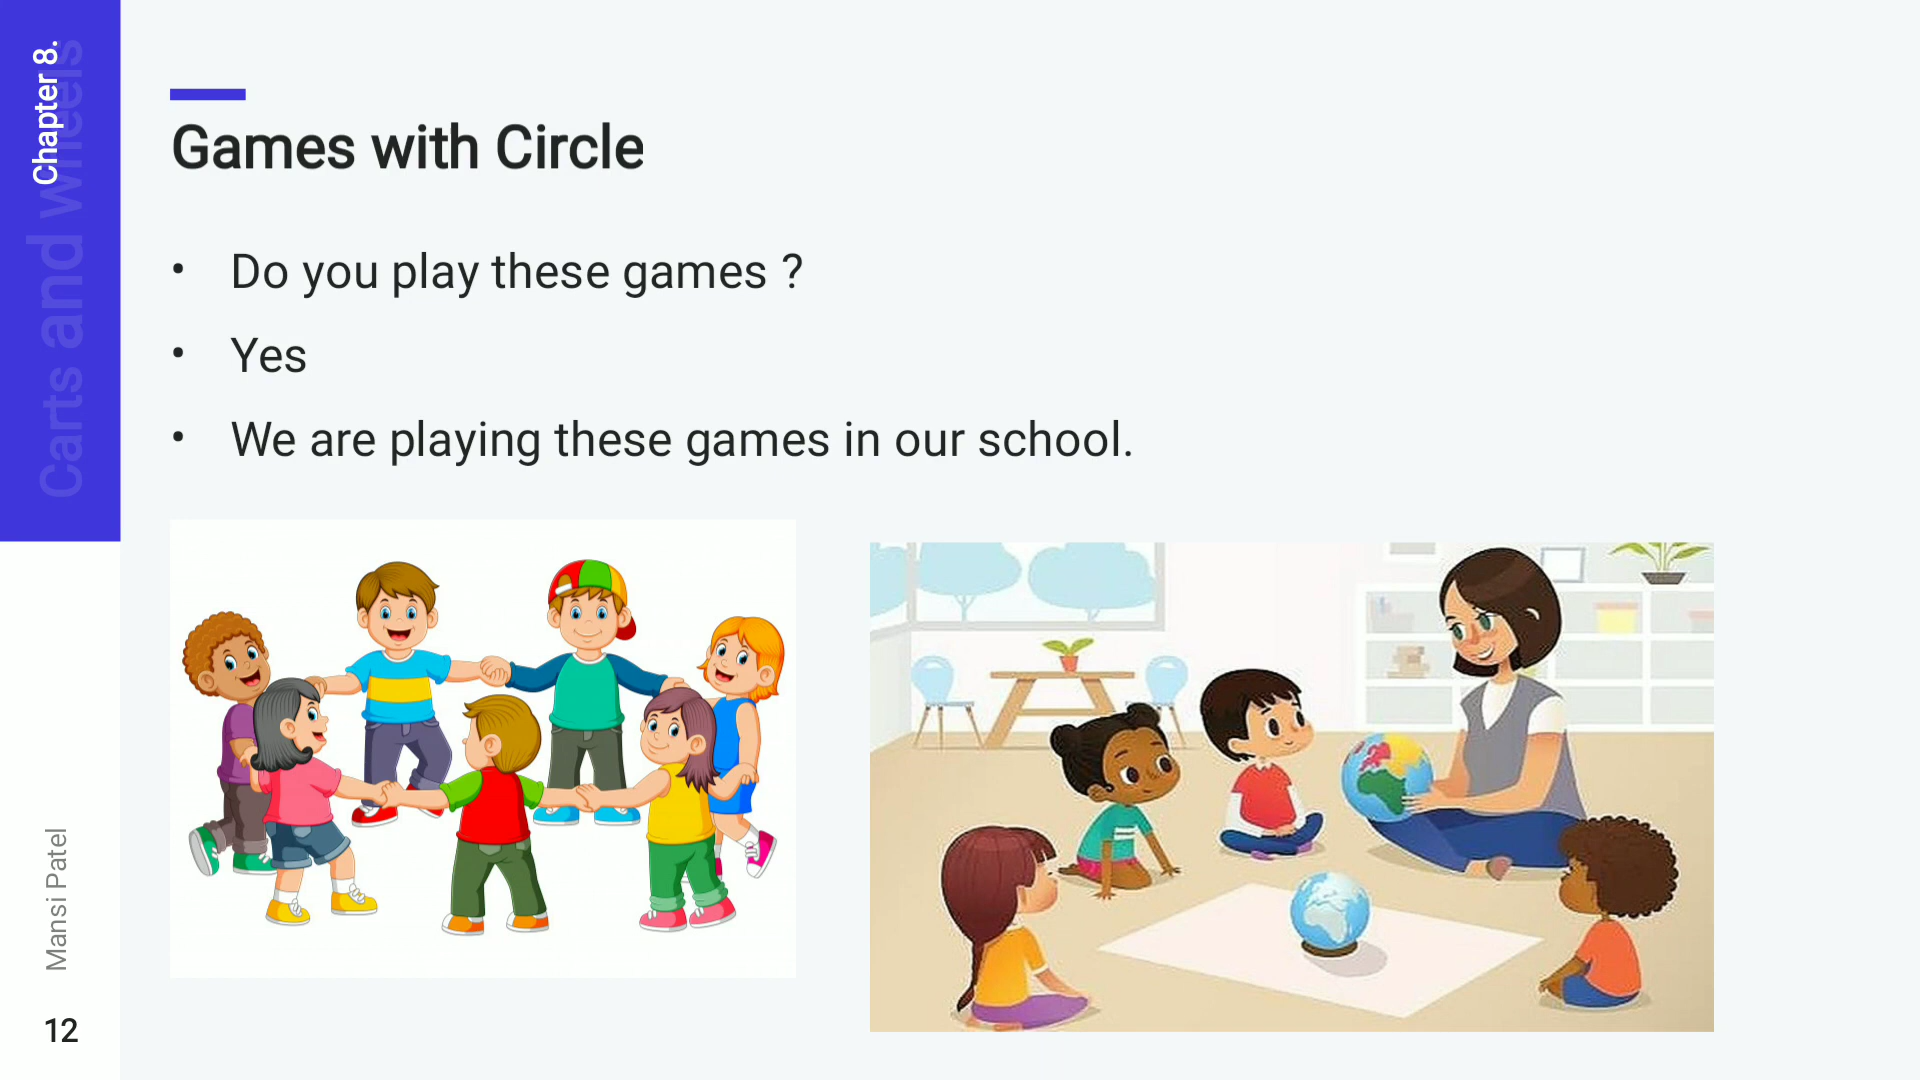 Chapter 8.
Carts and wheels
Games with Circle
• Do you play these games ?
• Yes
• We are playing these games in our school.
Mansi Patel
12